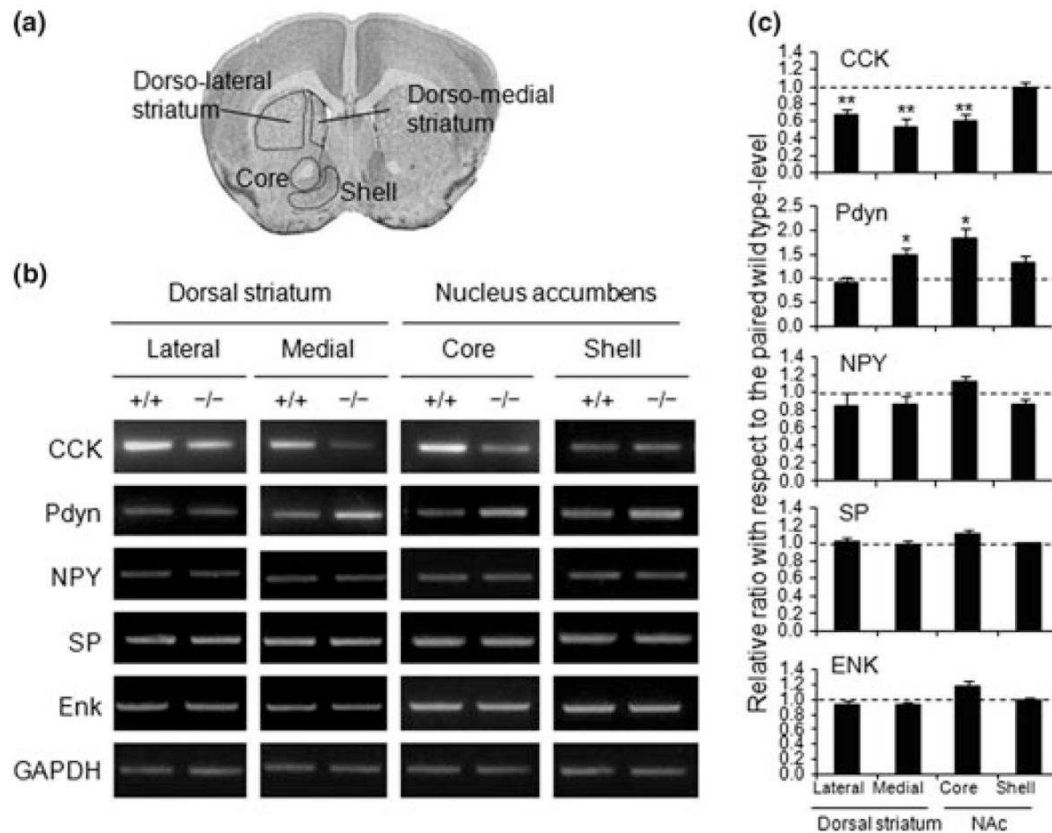 (a)
Dorso-lateral
striatum
Dorso-medial
striatum
Core
Shell
(b)
Dorsal striatum Nucleus accumbens
Lateral Medial Core Shell
+/+ −/− +/+ −/− +/+ −/− +/+ −/−
CCK
Pdyn
NPY
SP
Enk
GAPDH
(c)
Relative ratio with respect to the paired wild type-level
CCK
1.4
1.2
1.0
0.8
0.6
0.4
0.2
0.0
** ** **
Pdyn
2.5
2.0
1.5
1.0
0.5
0.0
* *
NPY
1.4
1.2
1.0
0.8
0.6
0.4
0.2
0.0
SP
1.4
1.2
1.0
0.8
0.6
0.4
0.2
0.0
ENK
1.4
1.2
1.0
0.8
0.6
0.4
0.2
0.0
Lateral Medial Core Shell
Dorsal striatum NAc